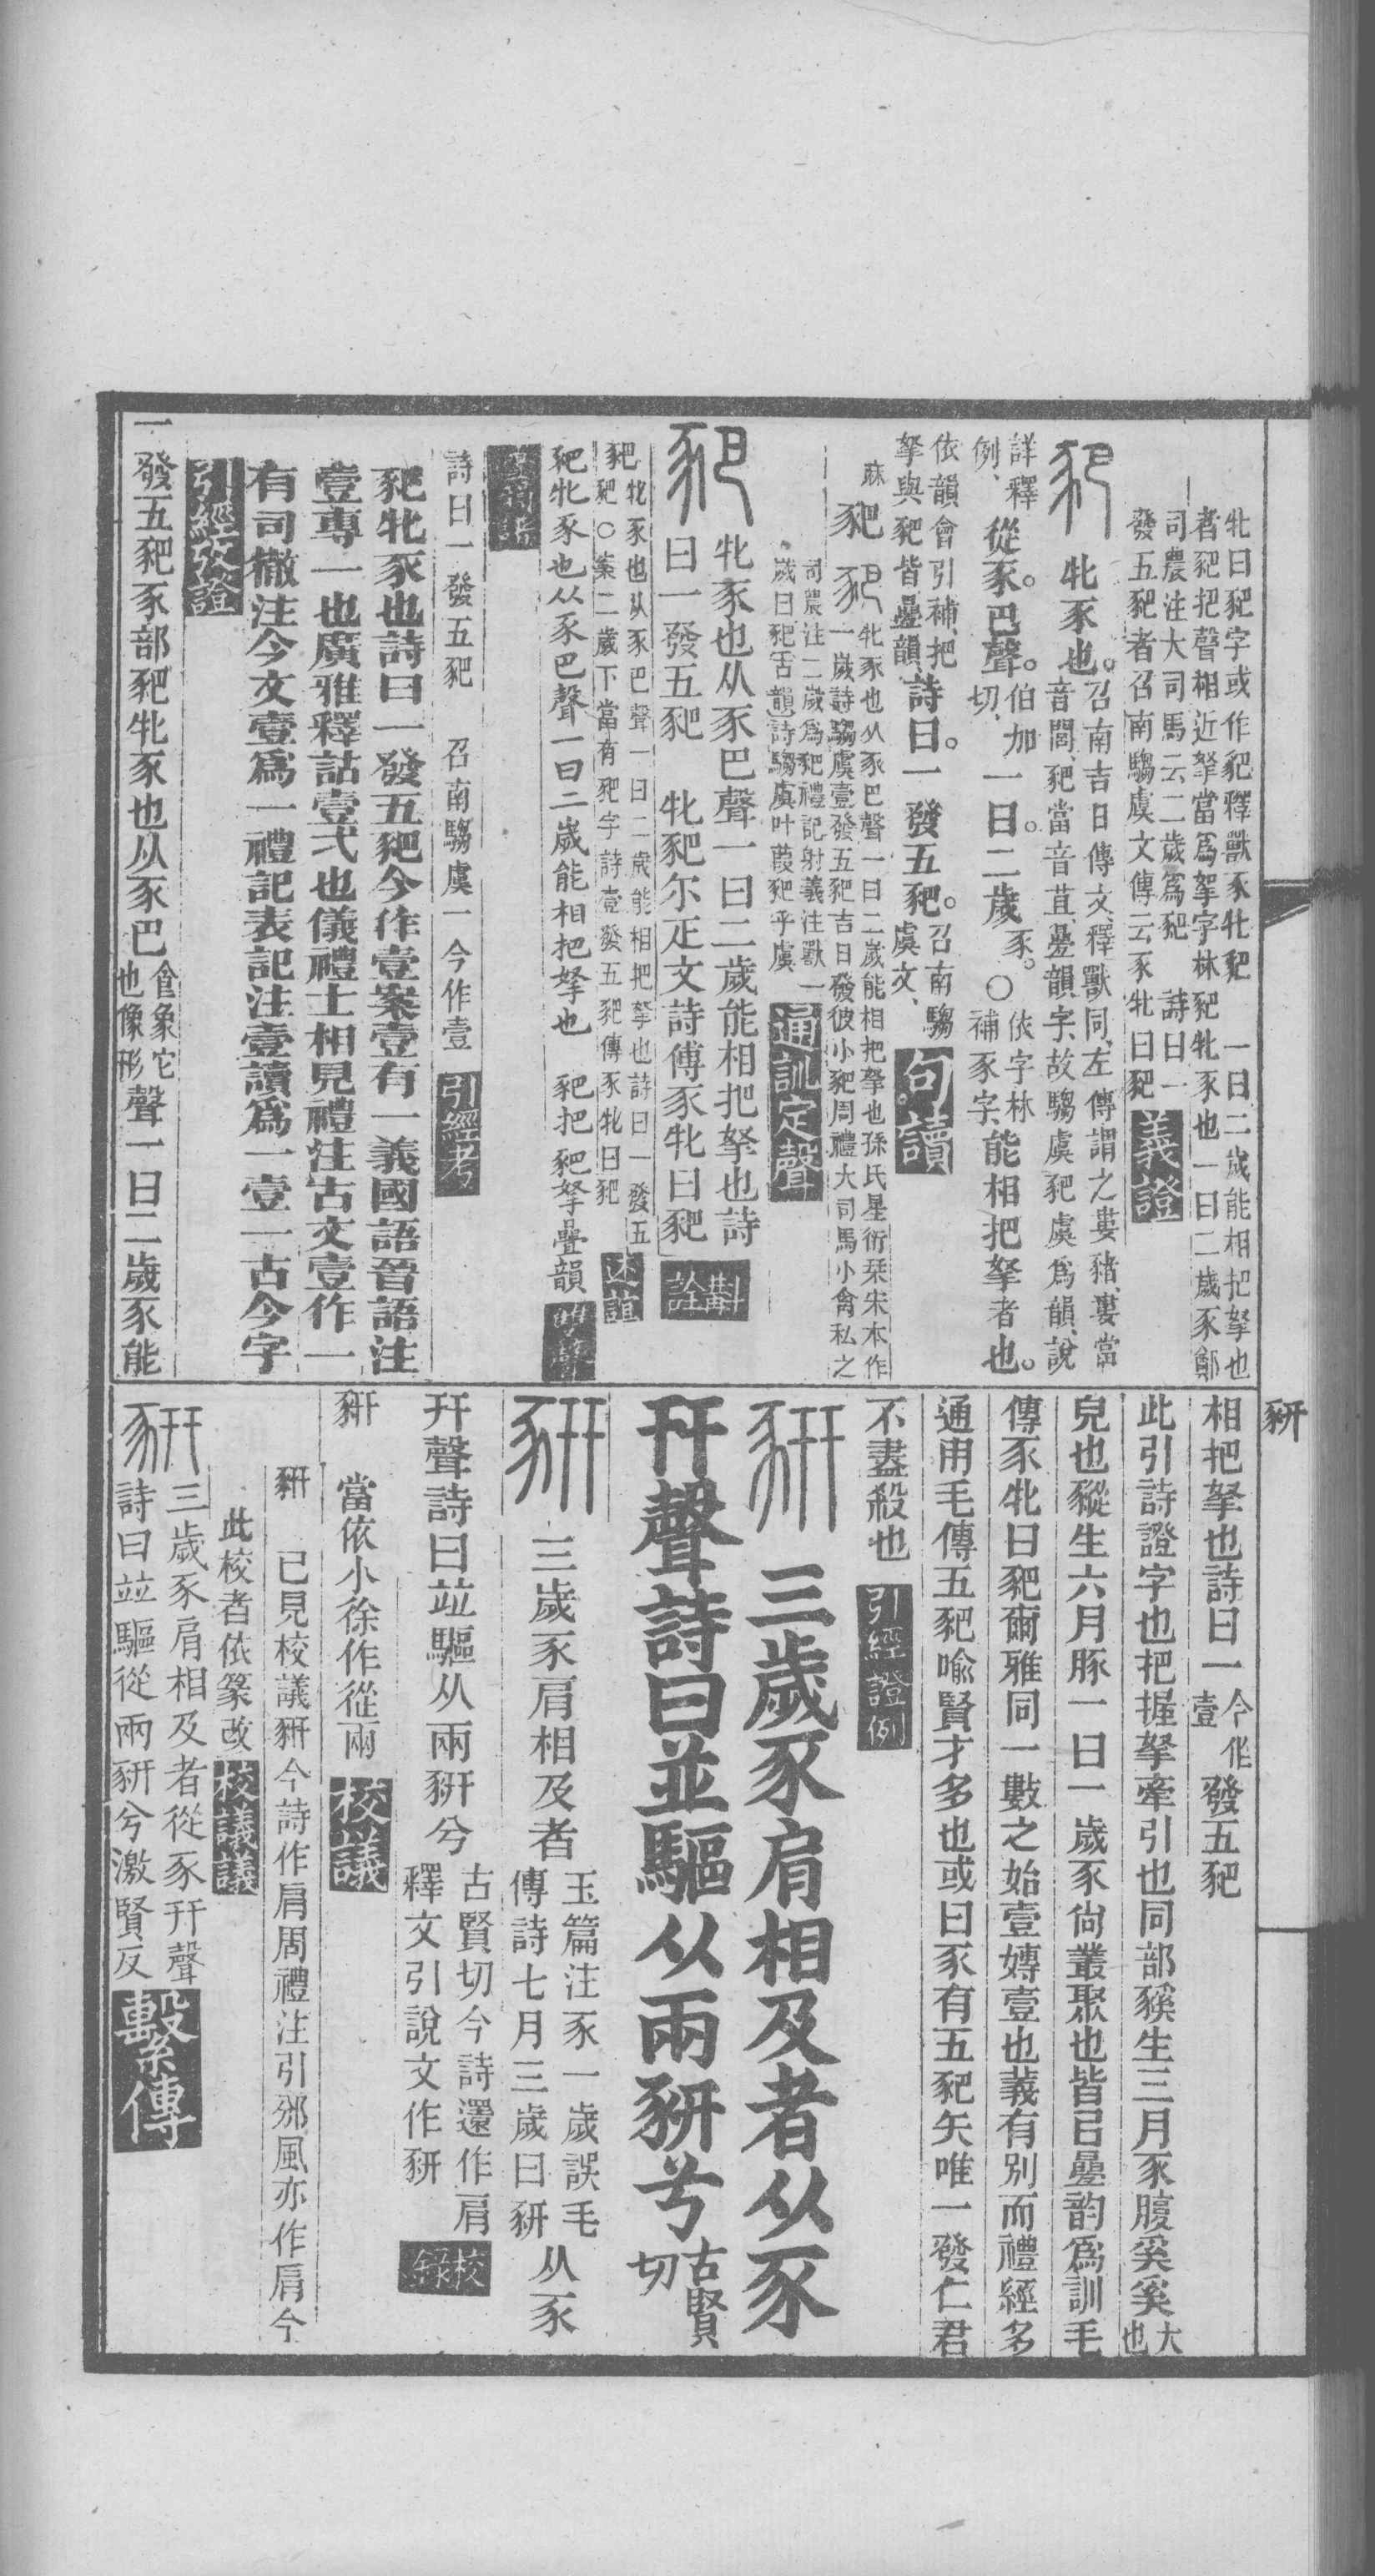 牝曰豝字或作𧱹釋獸豕牝豝　一曰二歲能相把拏也
者豝把聲相近拏當爲挐字林豝牝豕也一曰二歲豕鄭
司農注大司馬云二歲爲豝　詩曰一
發五豝者召南騶虞文傳云豕牝曰豝
義證
豝
牝豕也。
召南吉日傳文、釋獸同、左傳謂之婁豬、婁當
音閭、豝當音苴、疊韻字、故騶虞豝虞爲韻、說
詳釋
例、
從豕。巴聲。
伯加
切、
一曰。二歲豕。〇
依字林
補豕字、
能相把拏者也。
依韻會引補、把
拏與豝皆疊韻、
詩曰。一發五豝。
召南騶
虞文、
句讀
麻
豝
豝
牝豕也从豕巴聲一曰二歲能相把拏也孫氏星衍栞宋本作
一歲詩騶虞壹發五豝吉日發彼小豝周禮大司馬小禽私之
司農注二歲爲豝禮記射義注獸一
歲曰豝古韻詩騶虞叶葭豝乎虞
通訓定聲
豝
牝豕也从豕巴聲一曰二歲能相把拏也詩
曰一發五豝　牝豝尔疋文詩傳豕牝曰豝
斠詮
豝牝豕也从豕巴聲一曰二歲能相把拏也詩曰一發五
豝　〇案二歲下當有豝字詩壹發五豝傳豕牝曰豝
述誼
豝牝豕也从豕巴聲一曰二歲能相把拏也　豝把豝拏疊韻
詩曰一發五豝　召南騶虞一今作壹
引經考
豝牝豕也詩曰一發五豝今作壹案壹有一義國語晉語注
壹專一也廣雅釋詁壹弌也儀禮士相見禮注古文壹作一
有司徹注今文壹爲一禮記表記注壹讀爲一壹一古今字
引經攷證
一發五豝豕部豝牝豕也从豕巴
食象它
也像形
聲一曰二歲豕能
豜
相把拏也詩曰一
今作
壹
發五豝
此引詩證字也把握拏牽引也同部豯生三月豚腹奚奚
大
也
皃也豵生六月豚一曰一歲豕尙叢聚也皆㠯疊韵爲訓毛
傳豕牝曰豝爾雅同一數之始壹嫥壹也義有別而禮經多
通用毛傳五豝喻賢才多也或曰豕有五豝矢唯一發仁君
不盡殺也
引經證例
豜
三歲豕肩相及者从豕
幵聲詩曰並驅从兩豜兮
古賢
切
豜
三歲豕肩相及者
玉篇注豕一歲誤毛
傳詩七月三歲曰豜
从豕
幵聲詩曰竝驅从兩豜兮
古賢切今詩還作肩
釋文引說文作豜
校錄
豜　當依小徐作從兩
校議
豜　已見校議豜今詩作肩周禮注引邠風亦作肩今
此校者依篆改
校議議
豜
三歲豕肩相及者從豕幵聲
詩曰竝驅從兩豜兮激賢反
繫傳